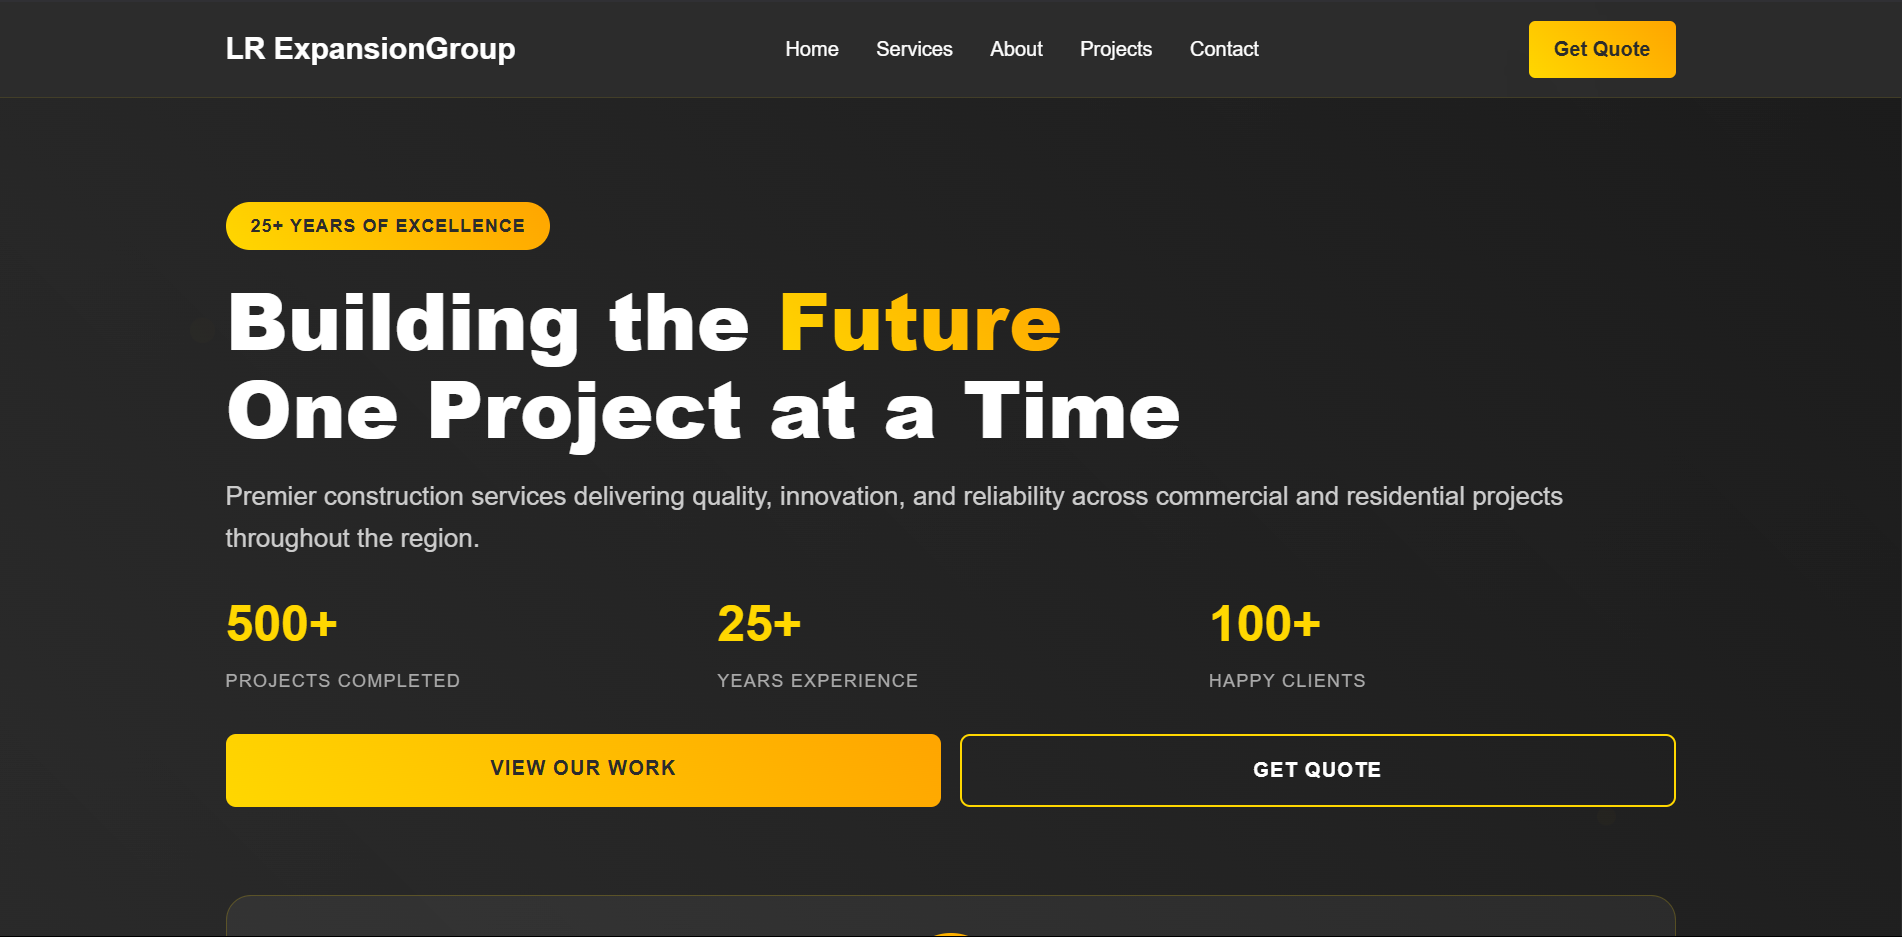 LR ExpansionGroup
Home
Services
About
Projects
Contact
Get Quote
25+ YEARS OF EXCELLENCE
Building the Future
One Project at a Time
Premier construction services delivering quality, innovation, and reliability across commercial and residential projects
throughout the region.
500+
PROJECTS COMPLETED
25+
YEARS EXPERIENCE
100+
HAPPY CLIENTS
VIEW OUR WORK
GET QUOTE